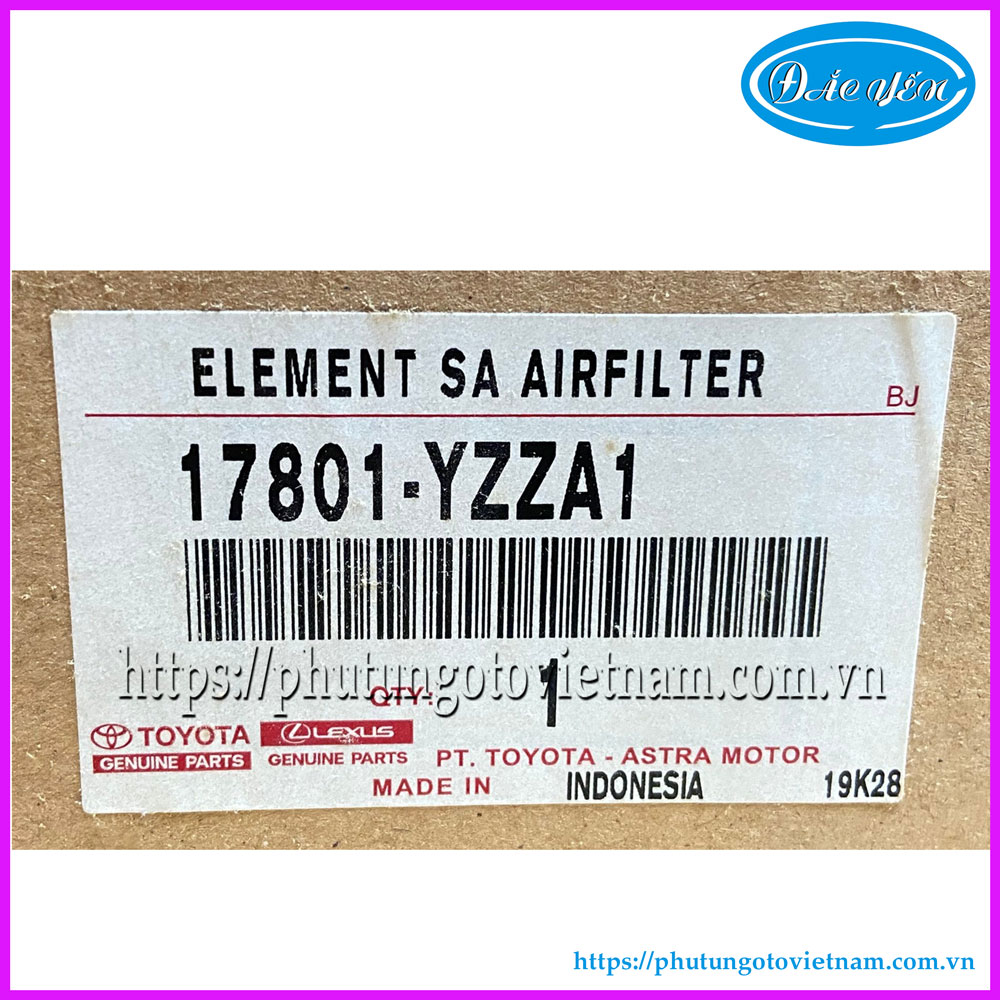 ĐẮC YẾN
ELEMENT SA AIRFILTER
BJ
17801-YZZA1
https://phutungotovietnam.com.vn
QTY: 1
TOYOTA LEXUS
GENUINE PARTS GENUINE PARTS PT. TOYOTA - ASTRA MOTOR
MADE IN INDONESIA 19K28
https://phutungotovietnam.com.vn